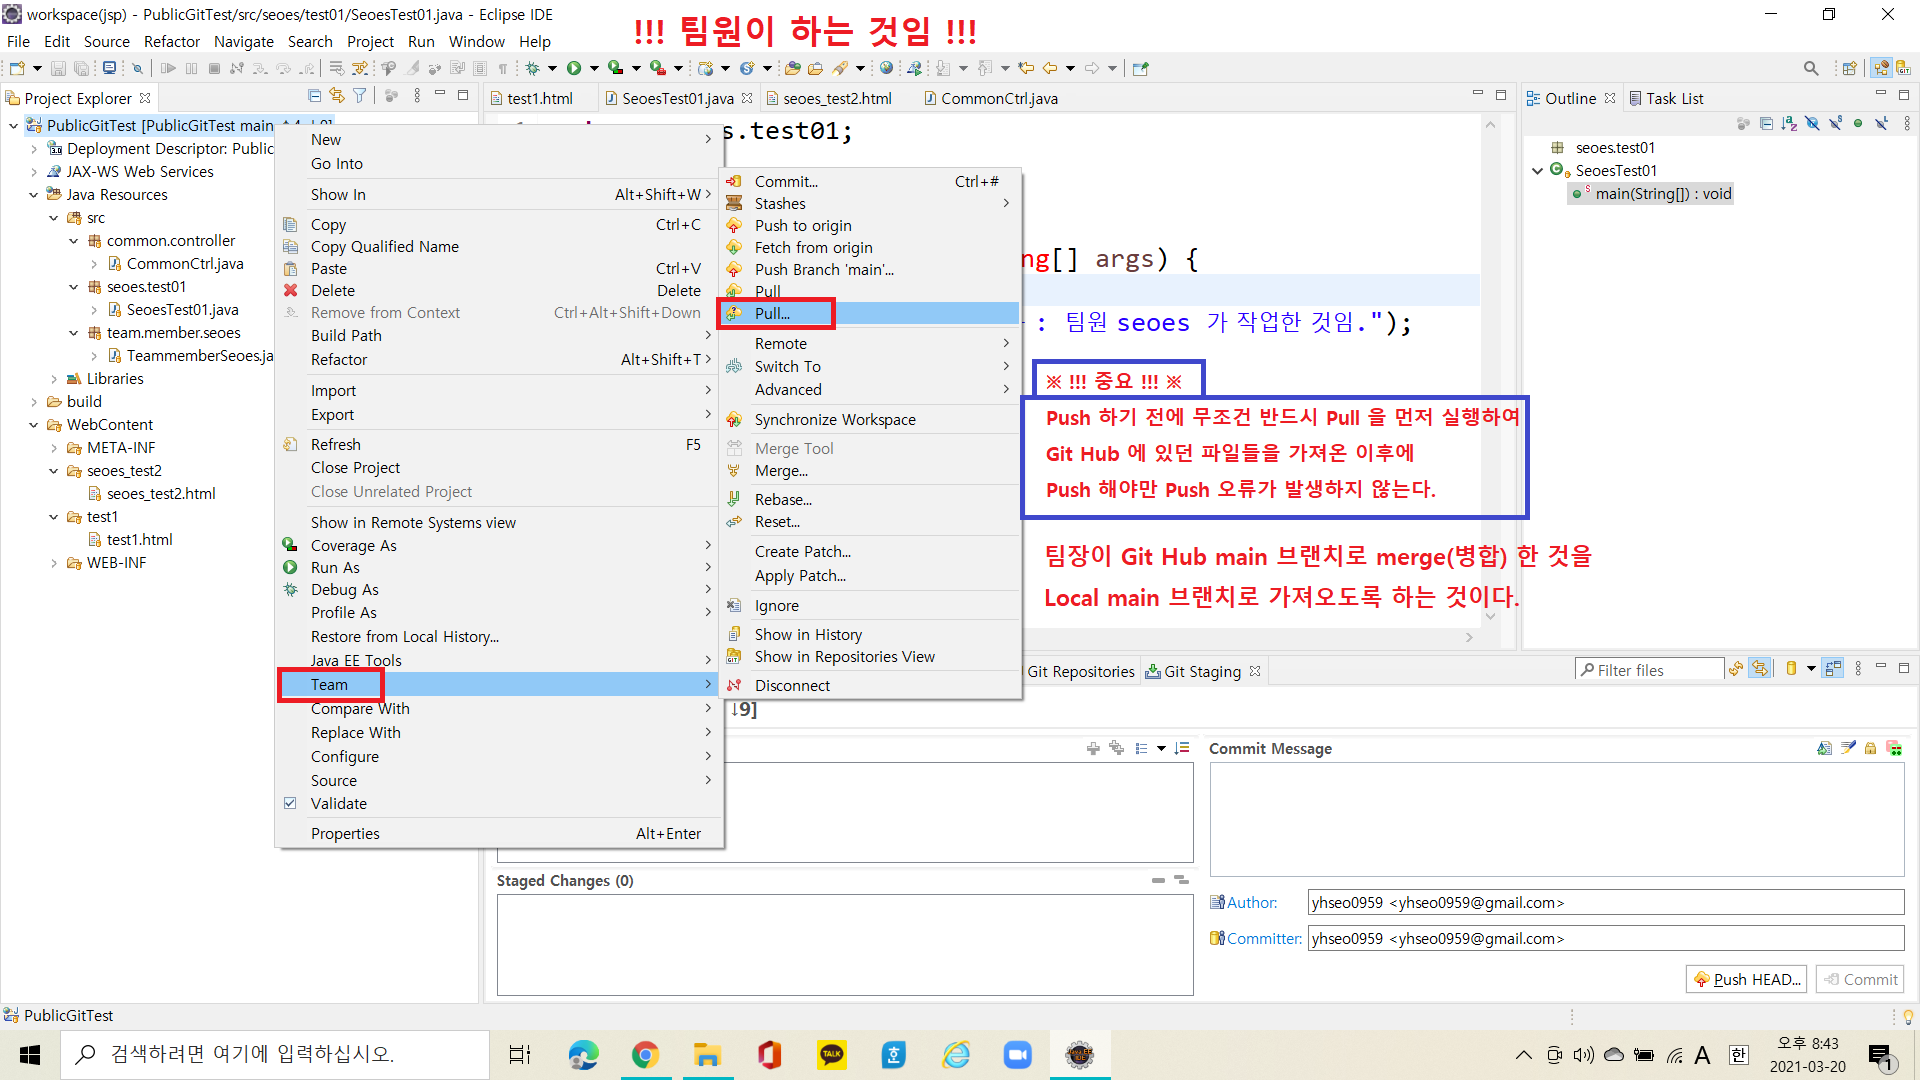 workspace(jsp) - PublicGitTest/src/seoes/test01/SeoesTest01.java - Eclipse IDE
!!! 팀원이 하는 것임 !!!
File Edit Source Refactor Navigate Search Project Run Window Help
Project Explorer
test1.html
SeoesTest01.java
seoes_test2.html
CommonCtrl.java
Outline
Task List
PublicGitTest [PublicGitTest main
Deployment Descriptor: Public
JAX-WS Web Services
Java Resources
src
common.controller
CommonCtrl.java
seoes.test01
SeoesTest01.java
team.member.seoes
TeammemberSeoes.ja
Libraries
build
WebContent
META-INF
seoes_test2
seoes_test2.html
test1
test1.html
WEB-INF
New
Go Into
Show In Alt+Shift+W
Copy Ctrl+C
Copy Qualified Name
Paste Ctrl+V
Delete Delete
Remove from Context Ctrl+Alt+Shift+Down
Build Path
Refactor Alt+Shift+T
Import
Export
Refresh F5
Close Project
Close Unrelated Project
Show in Remote Systems view
Coverage As
Run As
Debug As
Profile As
Restore from Local History...
Java EE Tools
Team
Compare With
Replace With
Configure
Source
Validate
Properties Alt+Enter
Commit... Ctrl+#
Stashes
Push to origin
Fetch from origin
Push Branch 'main'...
Pull
Pull...
Remote
Switch To
Advanced
Synchronize Workspace
Merge Tool
Merge...
Rebase...
Reset...
Create Patch...
Apply Patch...
Ignore
Show in History
Show in Repositories View
Disconnect
s.test01;
ng[] args) {
: 팀원 seoes 가 작업한 것임.");
※ !!! 중요 !!! ※
Push 하기 전에 무조건 반드시 Pull 을 먼저 실행하여
Git Hub 에 있던 파일들을 가져온 이후에
Push 해야만 Push 오류가 발생하지 않는다.
팀장이 Git Hub main 브랜치로 merge(병합) 한 것을
Local main 브랜치로 가져오도록 하는 것이다.
seoes.test01
SeoesTest01
main(String[]) : void
Git Repositories
Git Staging
Filter files
↓9]
Commit Message
Staged Changes (0)
Author: yhseo0959 <yhseo0959@gmail.com>
Committer: yhseo0959 <yhseo0959@gmail.com>
Push HEAD...
Commit
PublicGitTest
검색하려면 여기에 입력하십시오.
TALK
A
한
오후 8:43
2021-03-20
1